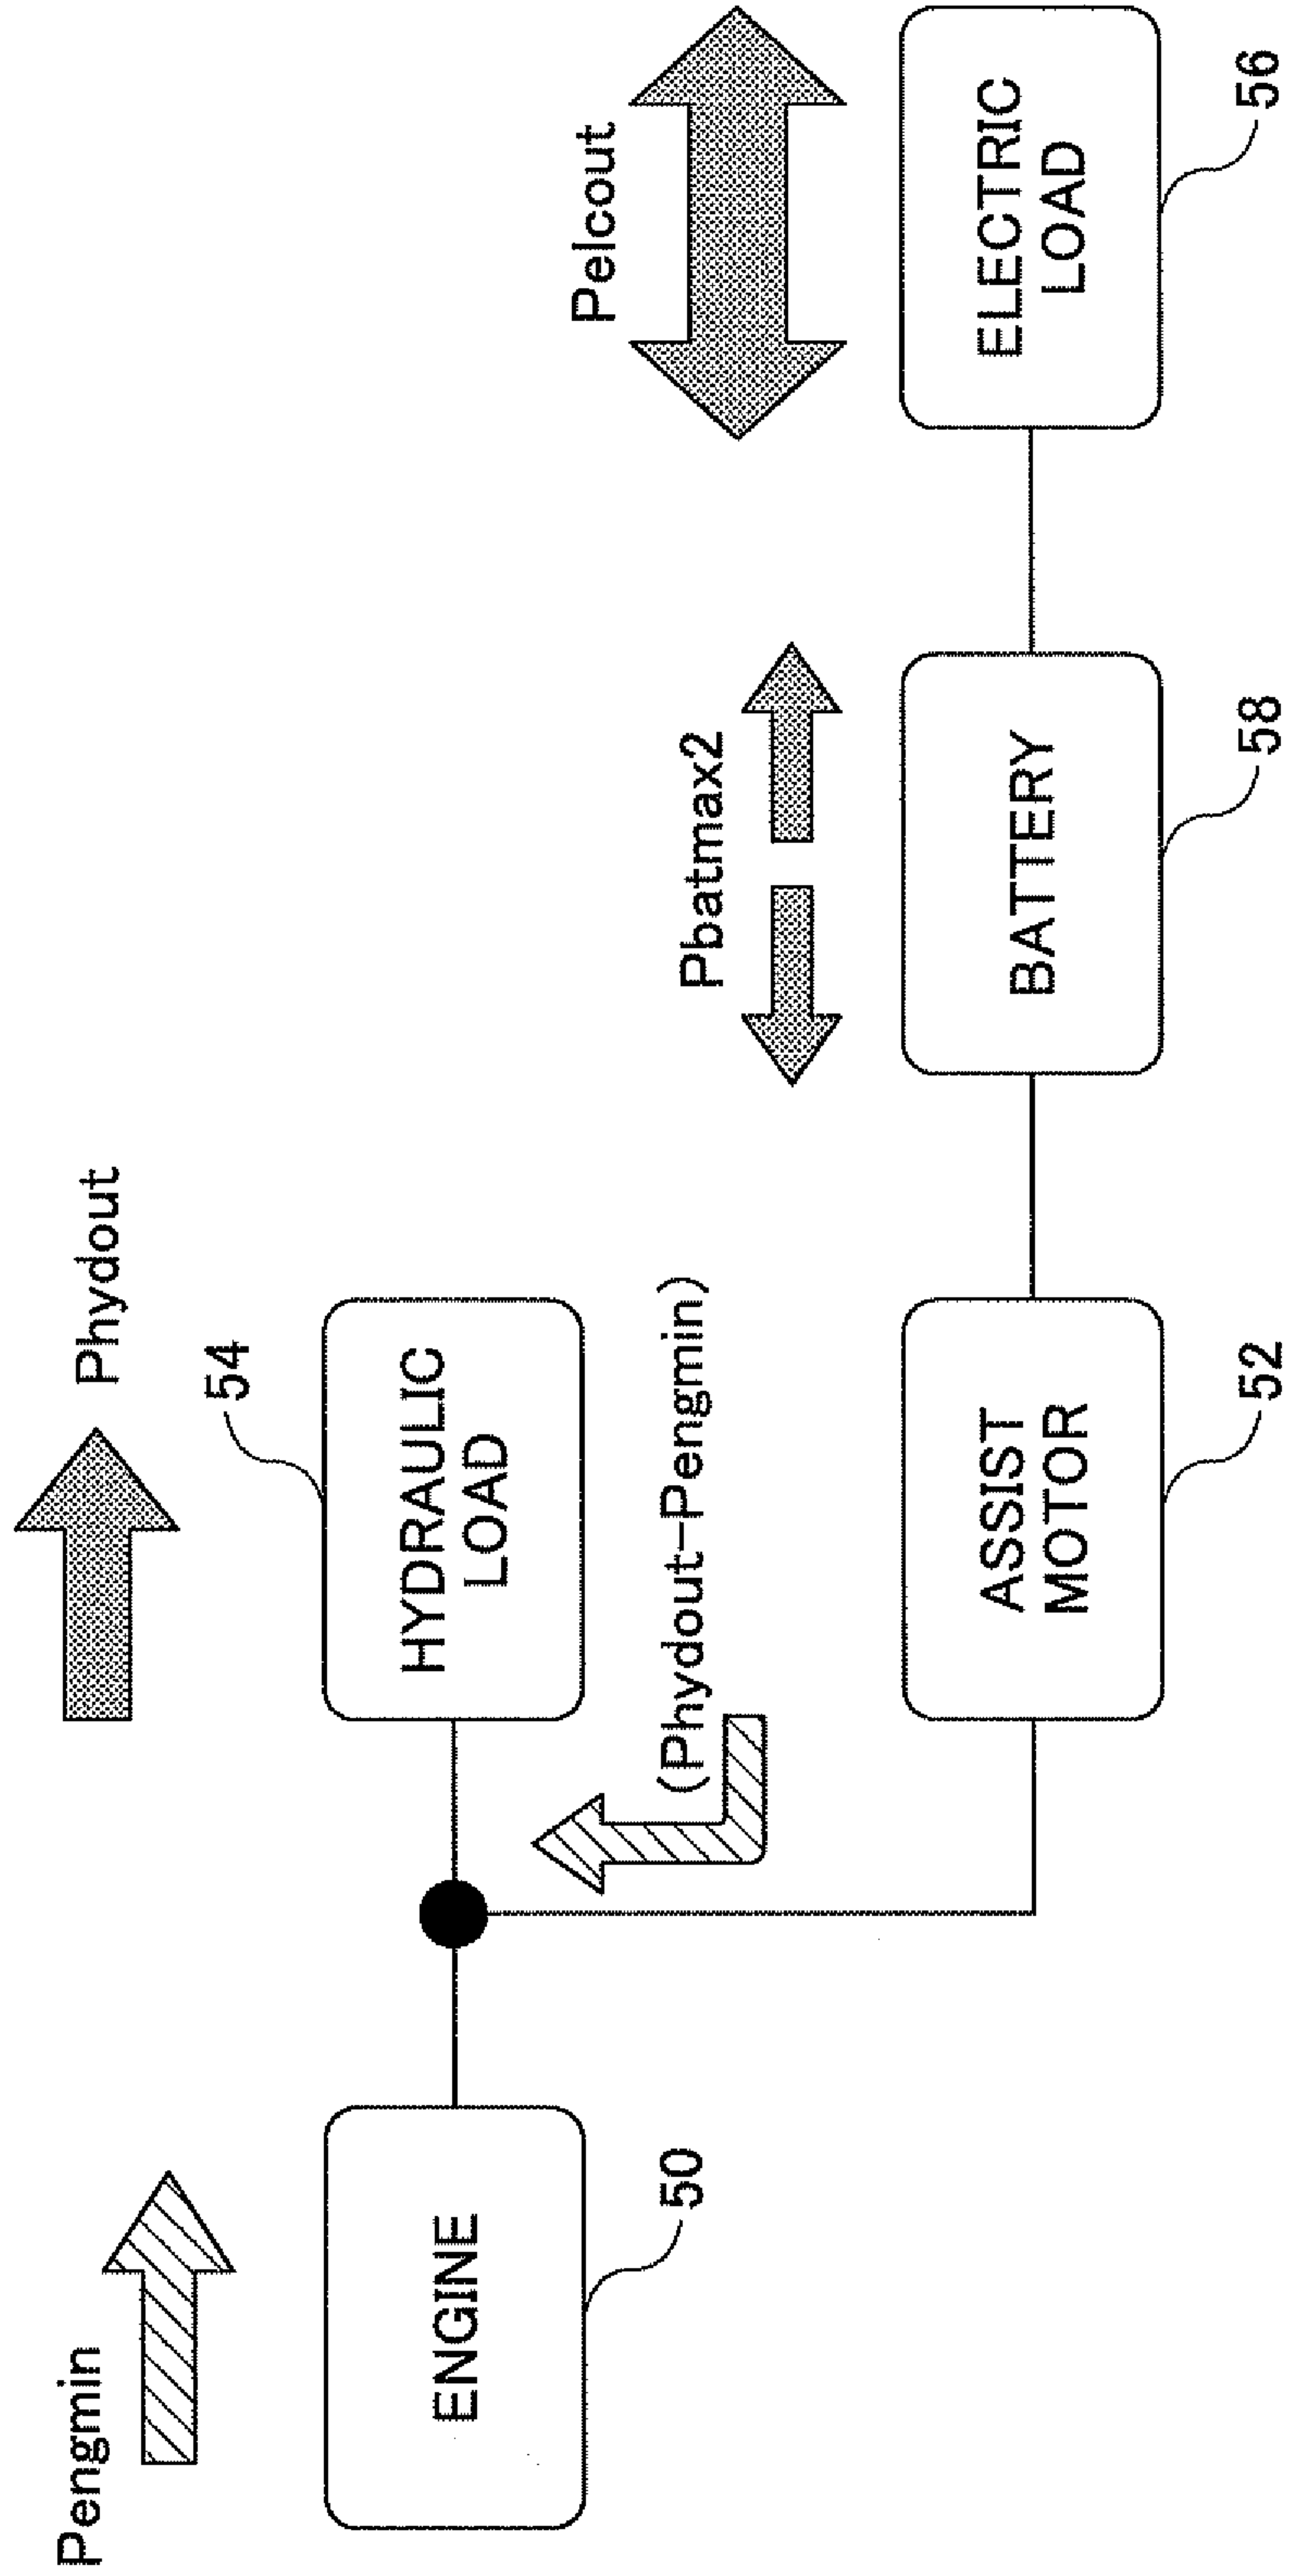 Pengmin
Phydout
54
ENGINE
50
HYDRAULIC
LOAD
(Phydout-Pengmin)
Pbatmax2
Pelcout
ASSIST
MOTOR
52
BATTERY
58
ELECTRIC
LOAD
56